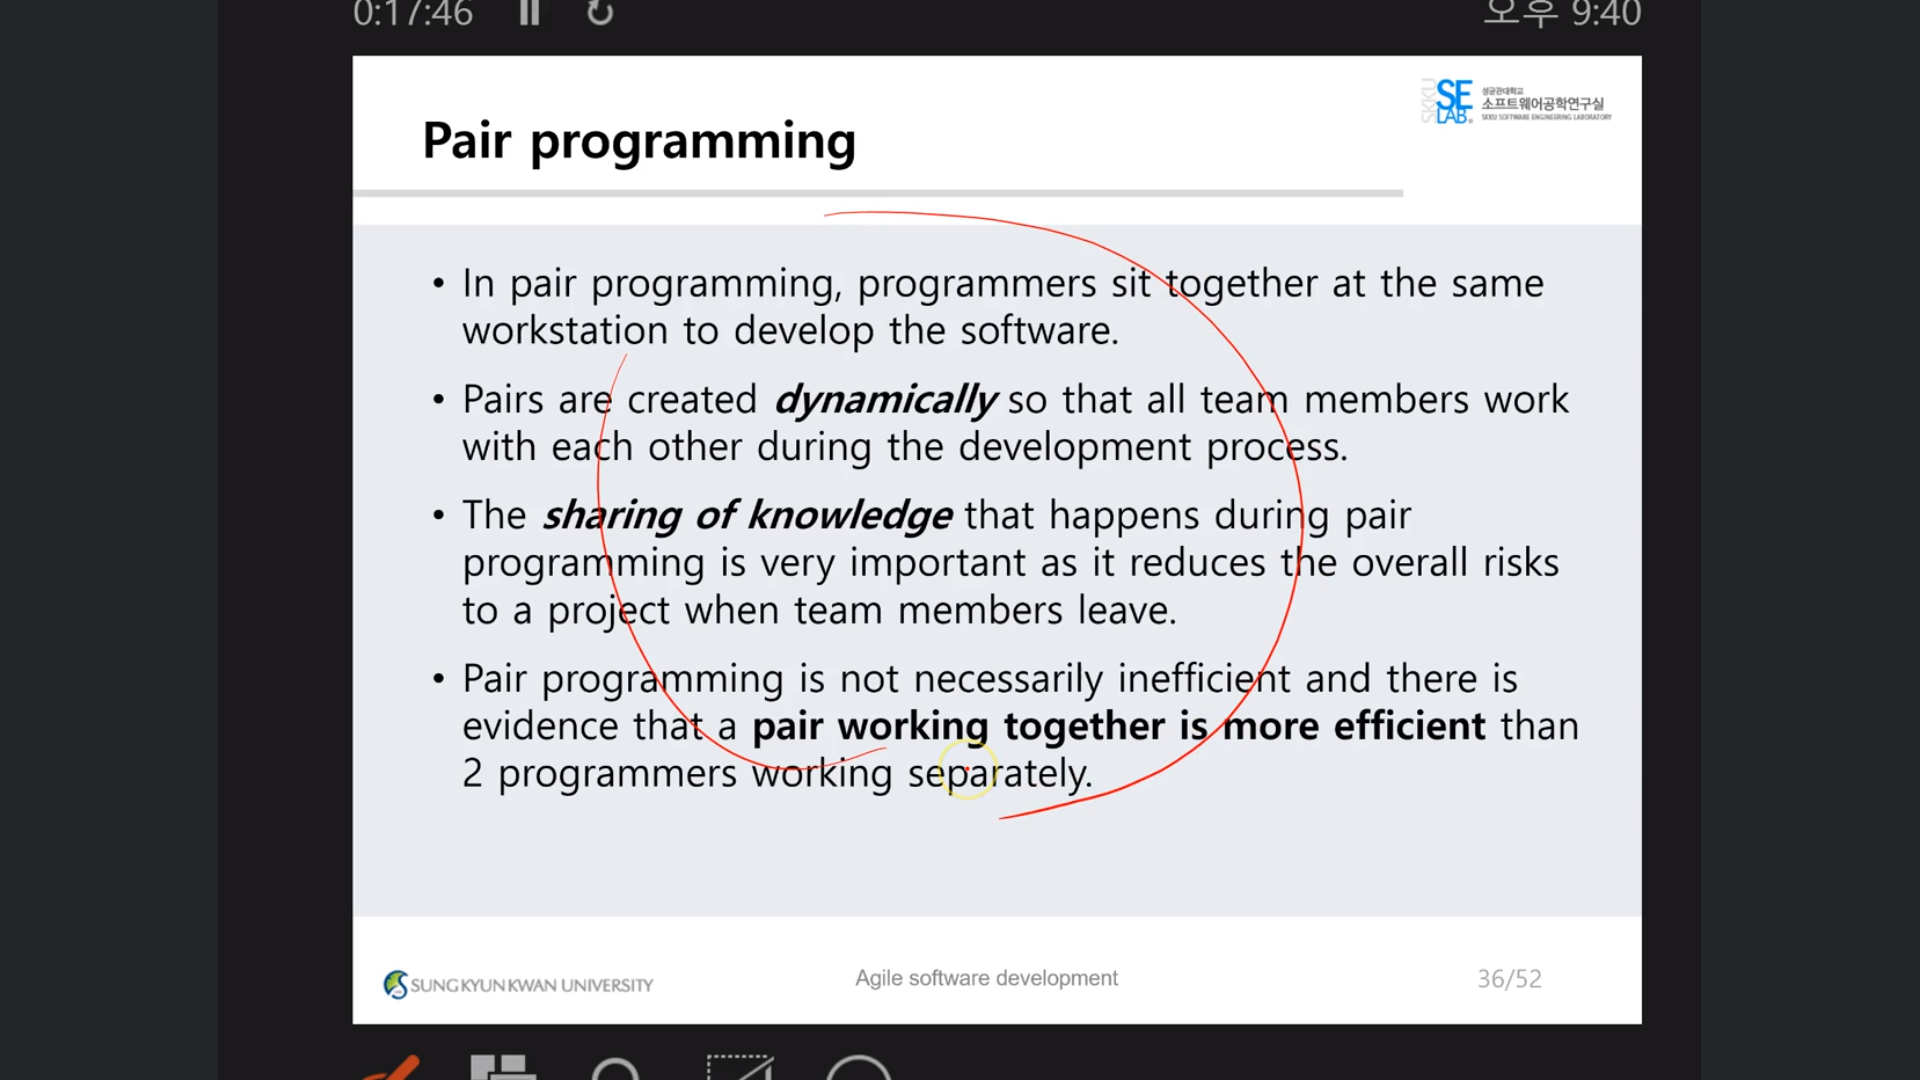 0:17:46
오후 9:40
Pair programming
SKKU
SE
LAB.
성균관대학교
소프트웨어공학연구실
SKKU SOFTWARE ENGINEERING LABORATORY
• In pair programming, programmers sit together at the same
workstation to develop the software.
• Pairs are created dynamically so that all team members work
with each other during the development process.
• The sharing of knowledge that happens during pair
programming is very important as it reduces the overall risks
to a project when team members leave.
• Pair programming is not necessarily inefficient and there is
evidence that a pair working together is more efficient than
2 programmers working separately.
SUNG KYUN KWAN UNIVERSITY
Agile software development
36/52